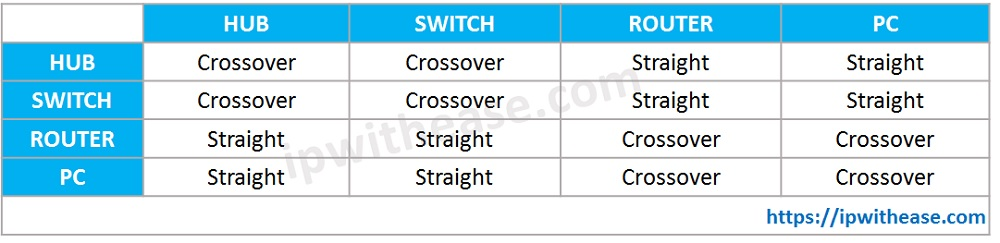 HUB SWITCH ROUTER PC
HUB Crossover Crossover Straight Straight
SWITCH Crossover Crossover Straight Straight
ROUTER Straight Straight Crossover Crossover
PC Straight Straight Crossover Crossover
ipwithease.com
https://ipwithease.com